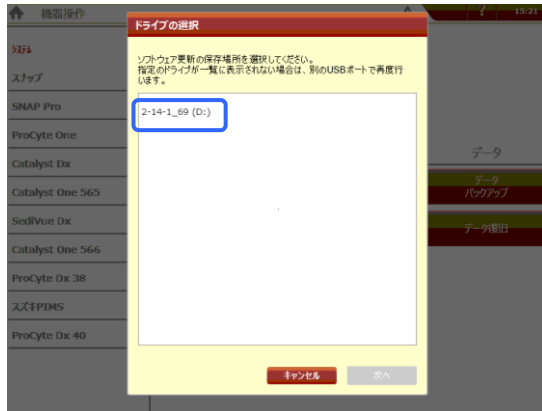 機器操作
?
15:21
ドライブの選択
ソフトウェア更新の保存場所を選択してください。
指定のドライブが一覧に表示されない場合は、別のUSBポートで再度行
います。
2-14-1_69 (D:)
システム
スナップ
SNAP Pro
ProCyte One
Catalyst Dx
Catalyst One 565
SediVue Dx
Catalyst One 566
ProCyte Dx 38
スズキPIMS
ProCyte Dx 40
データ
データ
バックアップ
データ復旧
キャンセル
次へ